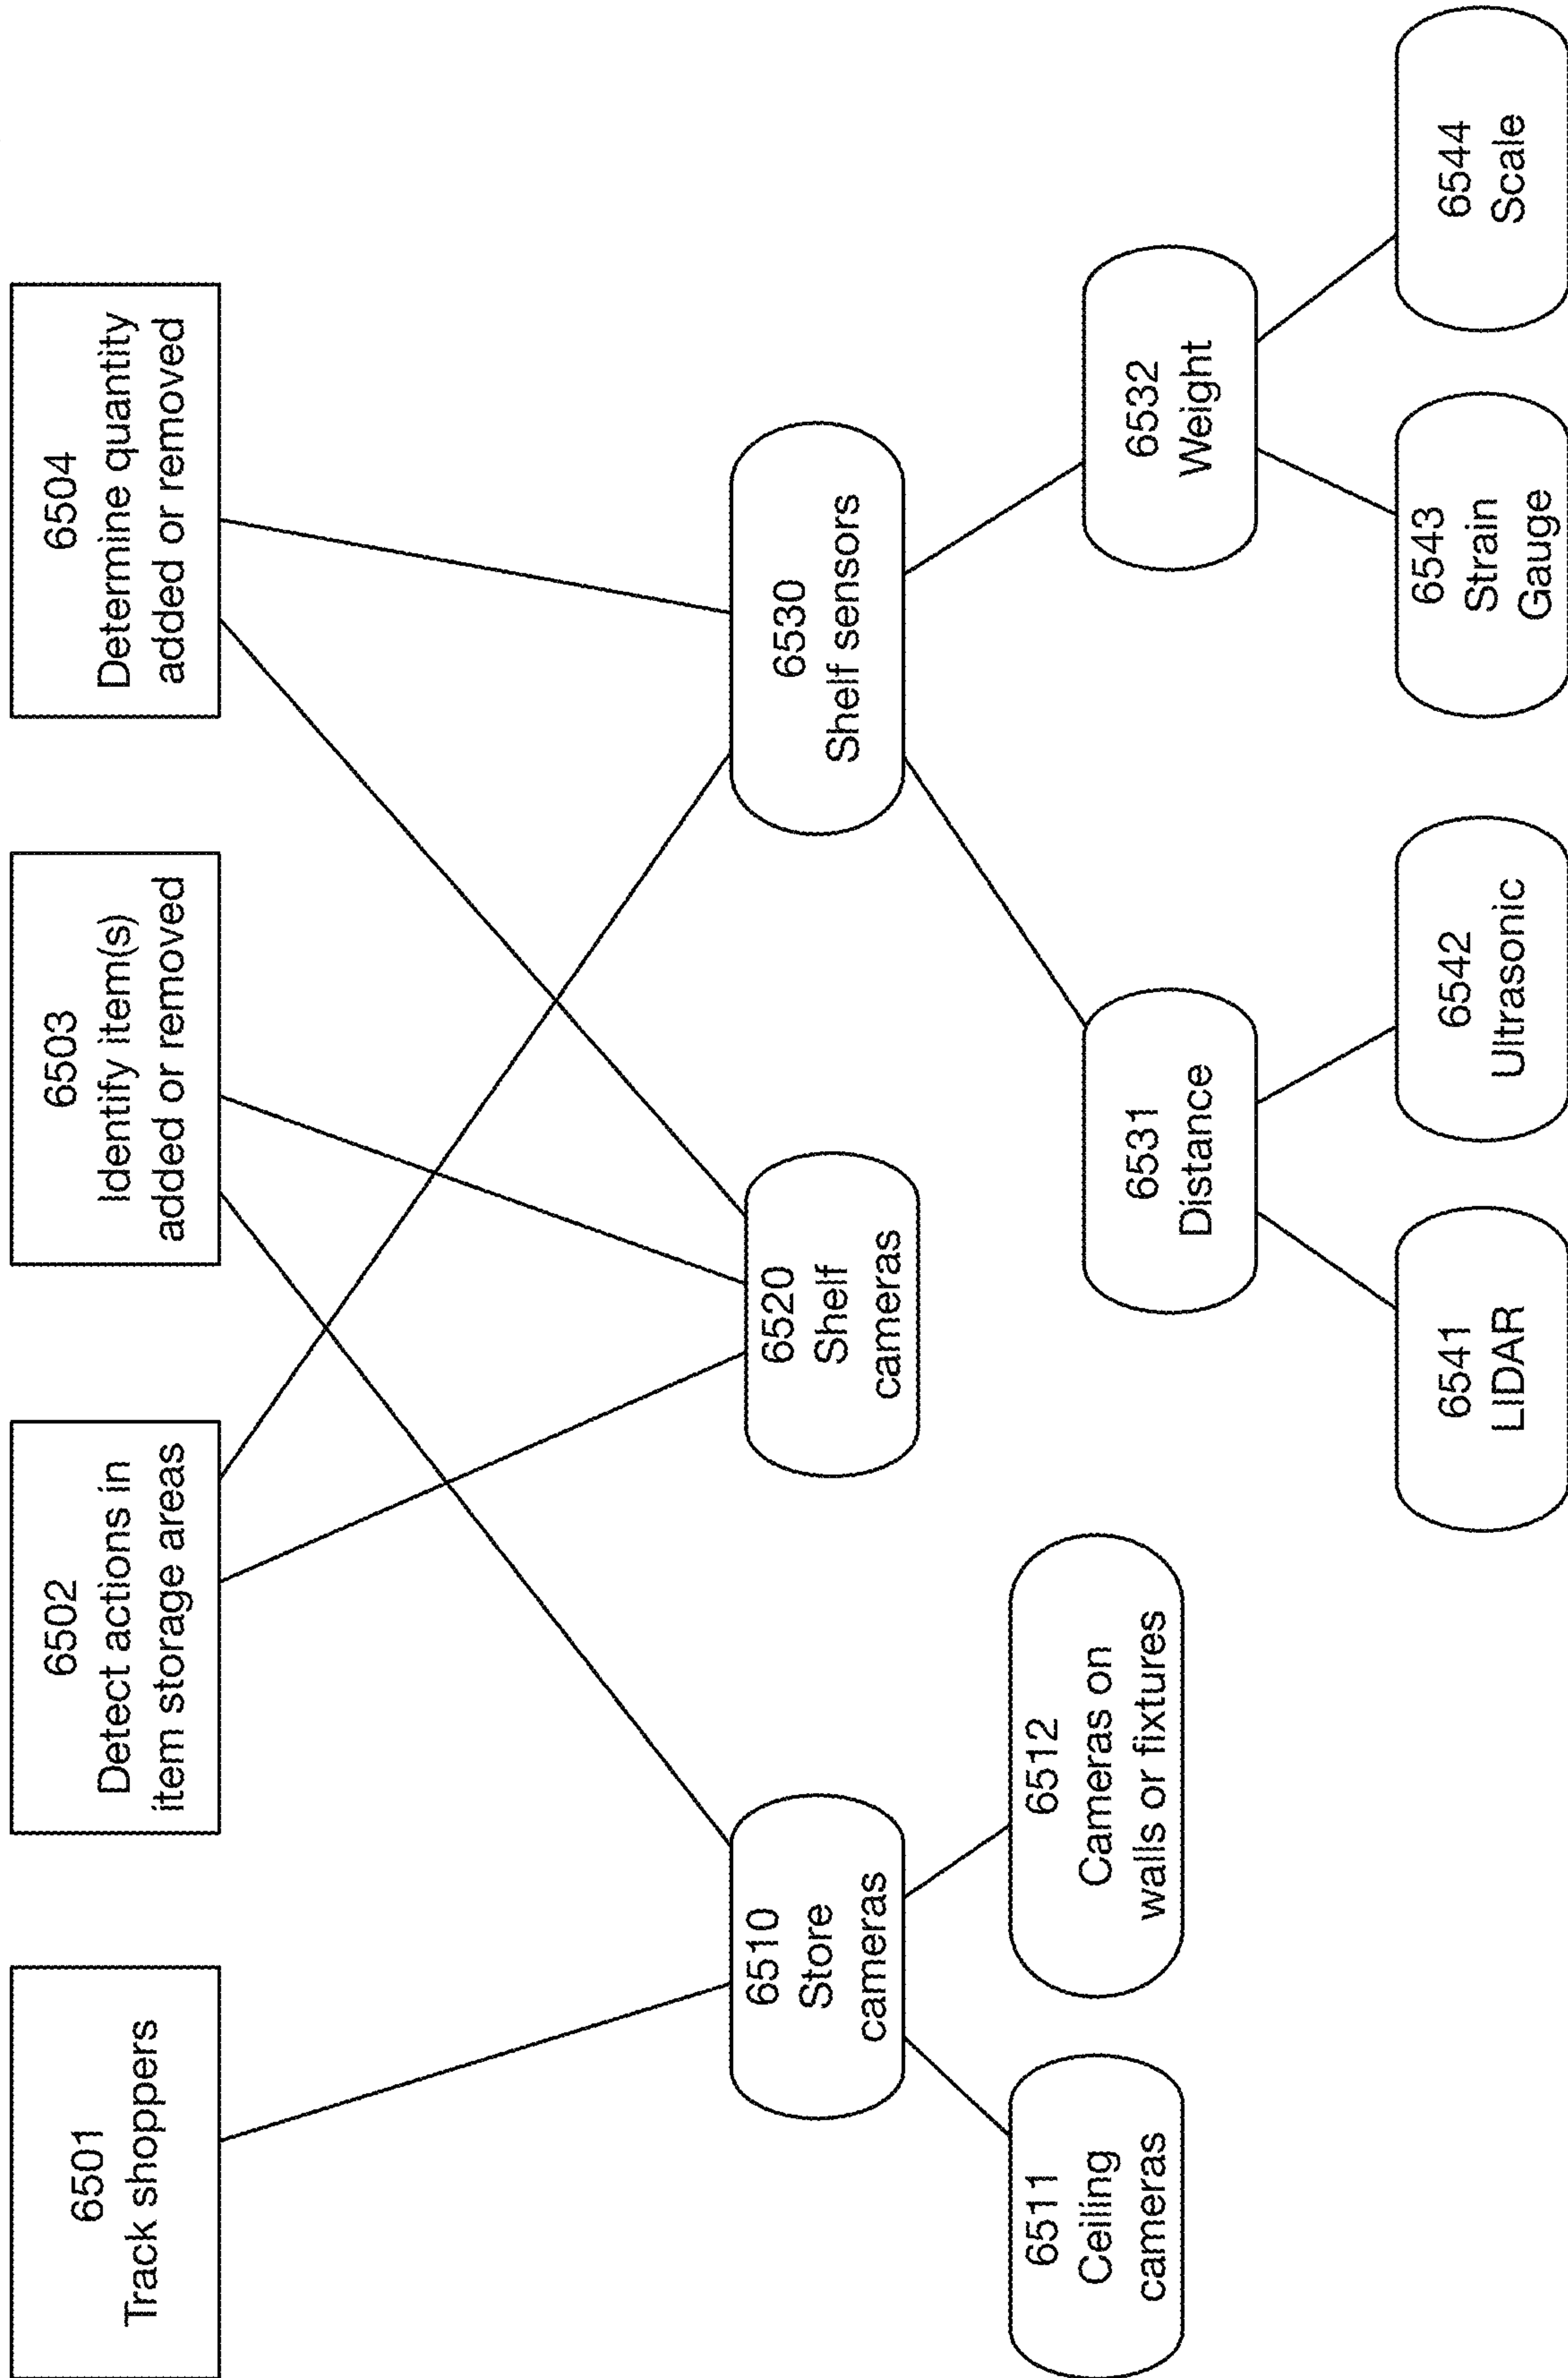 6501
Track shoppers
6502
Detect actions in
item storage areas
6503
Identify item(s)
added or removed
6504
Determine quantity
added or removed
6510
Store
cameras
6520
Shelf
cameras
6530
Shelf sensors
6511
Ceiling
cameras
6512
Cameras on
walls or fixtures
6531
Distance
6532
Weight
6541
LIDAR
6542
Ultrasonic
6543
Strain
Gauge
6544
Scale